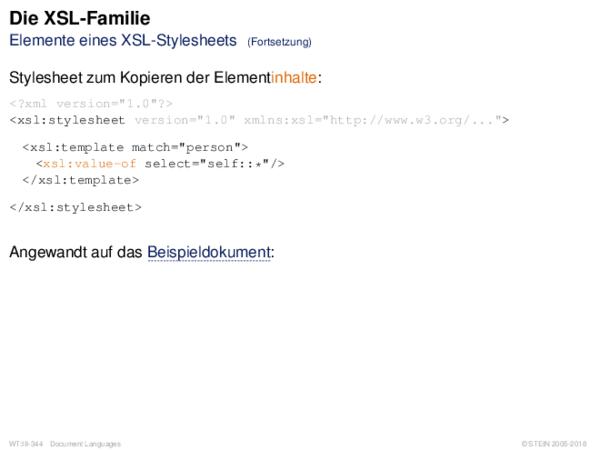 Die XSL-Familie
Elemente eines XSL-Stylesheets (Fortsetzung)
Stylesheet zum Kopieren der Elementinhalte:
<?xml version="1.0"?>
<xsl:stylesheet version="1.0" xmlns:xsl="http://www.w3.org/...">
<xsl:template match="person">
<xsl:value-of select="self::*"/>
</xsl:template>
</xsl:stylesheet>
Angewandt auf das Beispieldokument:
WT:III-344 Document Languages
© STEIN 2005-2018